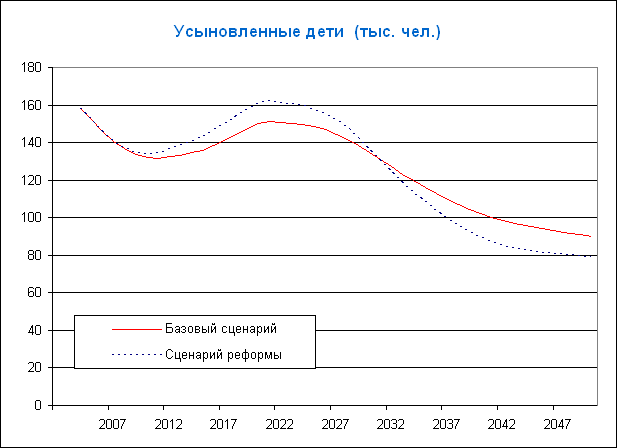 Усыновленные дети (тыс. чел.)
180
160
140
120
100
80
60
40
20
0
Базовый сценарий
Сценарий реформы
2007 2012 2017 2022 2027 2032 2037 2042 2047